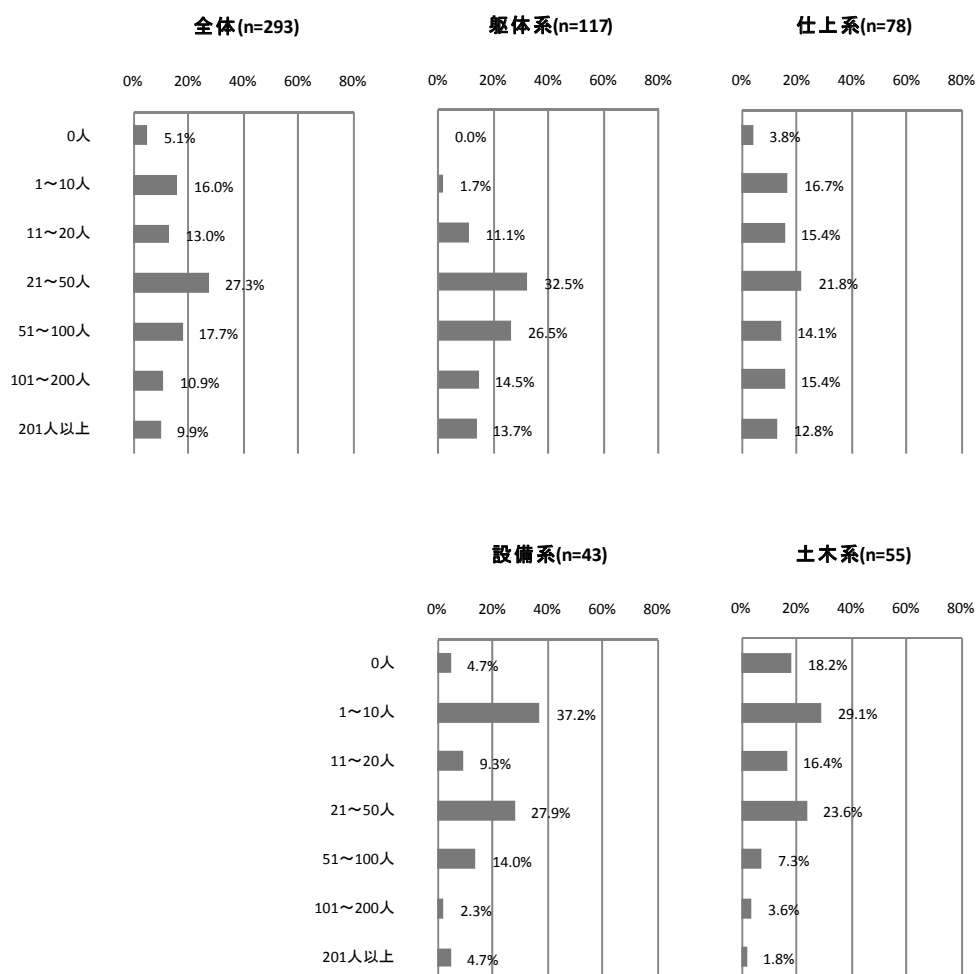 全体(n=293) 躯体系(n=117) 仕上系(n=78)
0% 20% 40% 60% 80% 0% 20% 40% 60% 80% 0% 20% 40% 60% 80%
0人 5.1% 0.0% 3.8%
1～10人 16.0% 1.7% 16.7%
11～20人 13.0% 11.1% 15.4%
21～50人 27.3% 32.5% 21.8%
51～100人 17.7% 26.5% 14.1%
101～200人 10.9% 14.5% 15.4%
201人以上 9.9% 13.7% 12.8%
設備系(n=43) 土木系(n=55)
0% 20% 40% 60% 80% 0% 20% 40% 60% 80%
0人 4.7% 18.2%
1～10人 37.2% 29.1%
11～20人 9.3% 16.4%
21～50人 27.9% 23.6%
51～100人 14.0% 7.3%
101～200人 2.3% 3.6%
201人以上 4.7% 1.8%